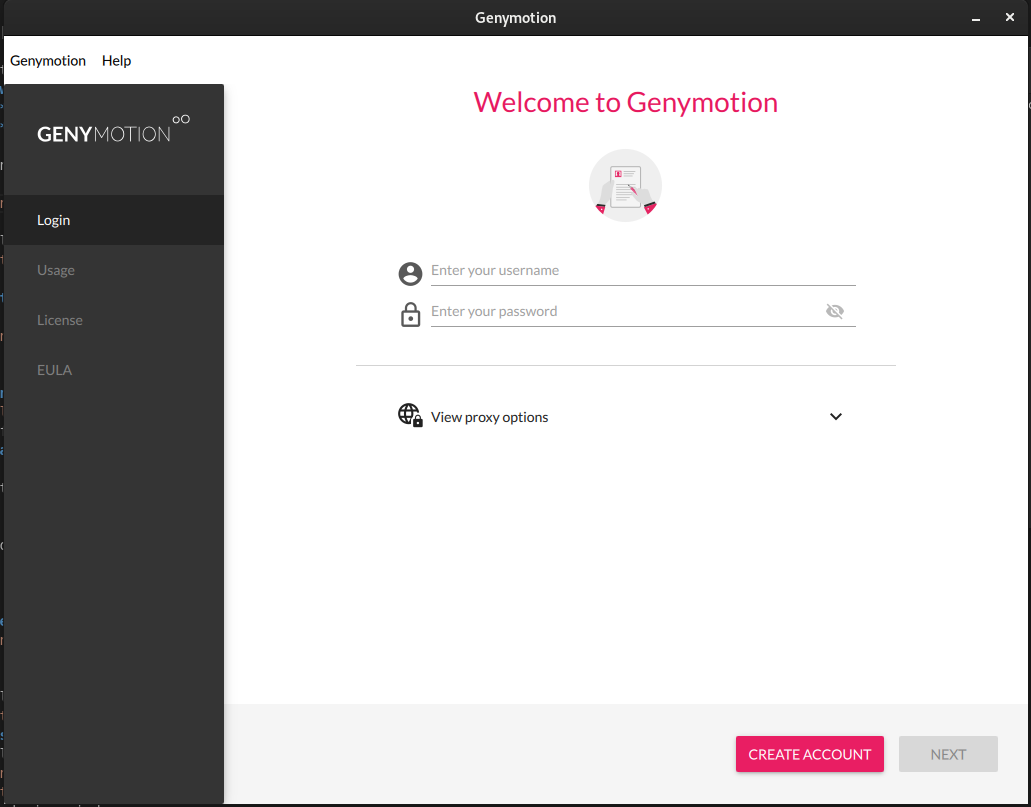 Genymotion
Genymotion Help
GENYMOTION
Login
Usage
License
EULA
Welcome to Genymotion
Enter your username
Enter your password
View proxy options
CREATE ACCOUNT
NEXT